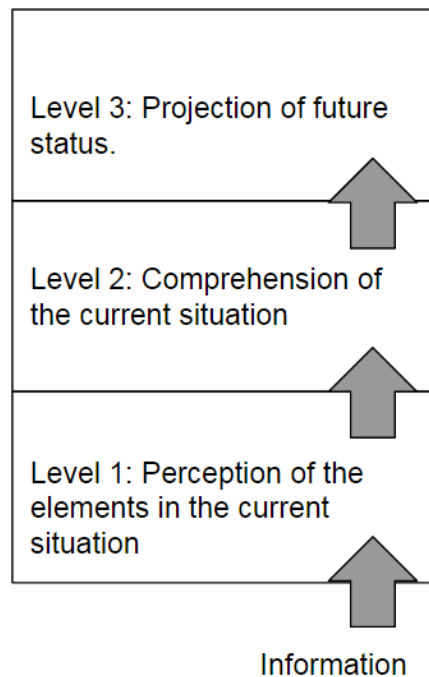 Level 3: Projection of future
status.
Level 2: Comprehension of
the current situation
Level 1: Perception of the
elements in the current
situation
Information